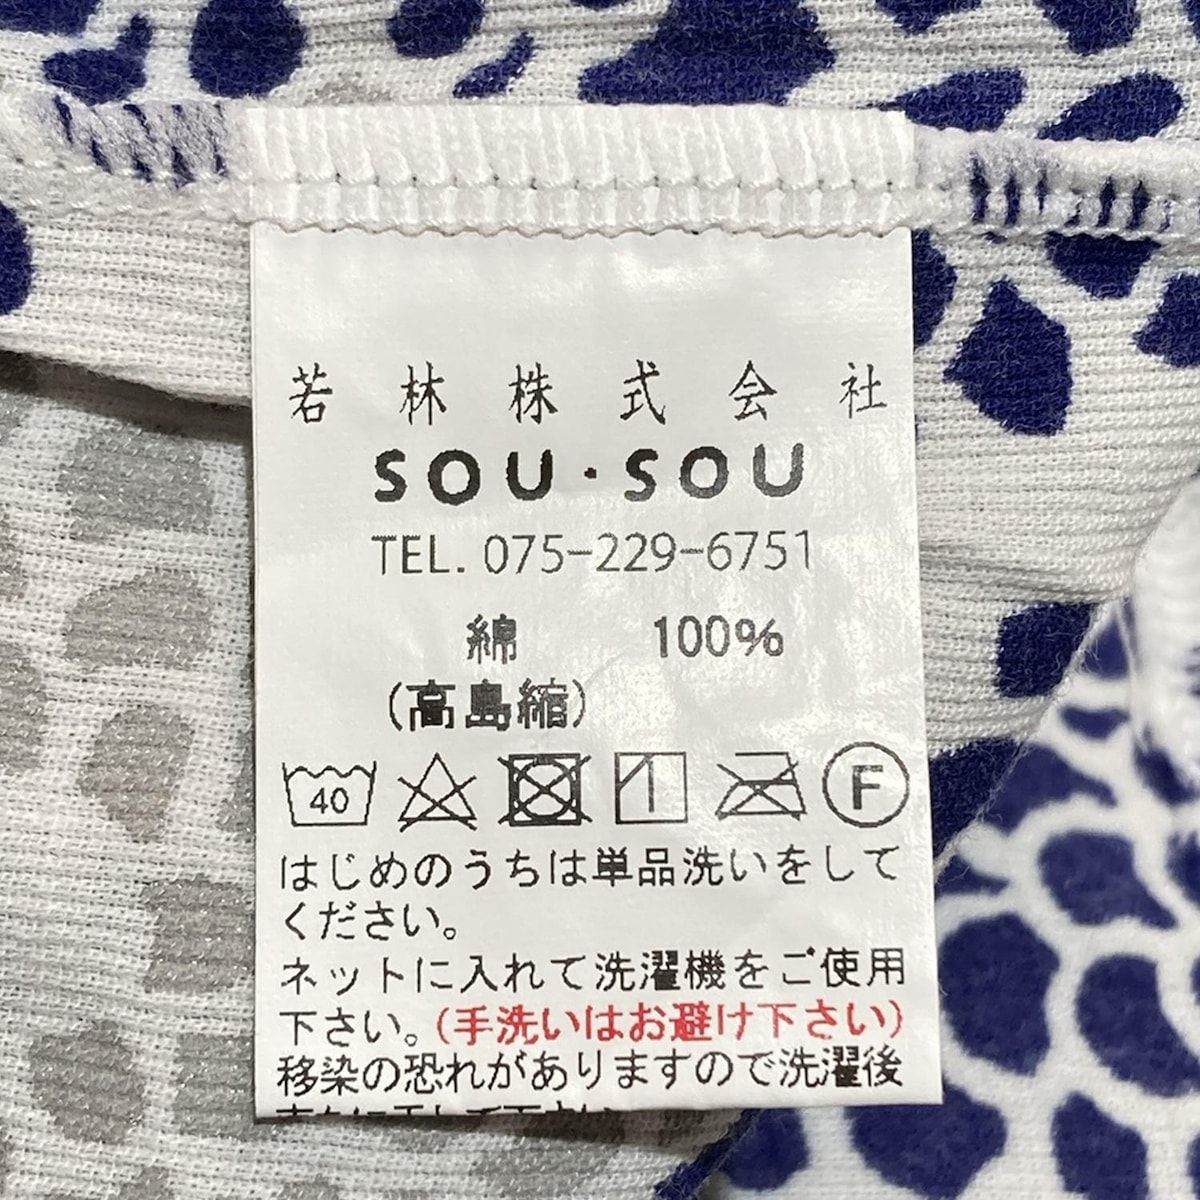 若林株式会社
SOU・SOU
TEL. 075-229-6751
綿 100%
(高島縮)
40 F
はじめのうちは単品洗いをして
ください。
ネットに入れて洗濯機をご使用
下さい。(手洗いはお避け下さい)
移染の恐れがありますので洗濯後